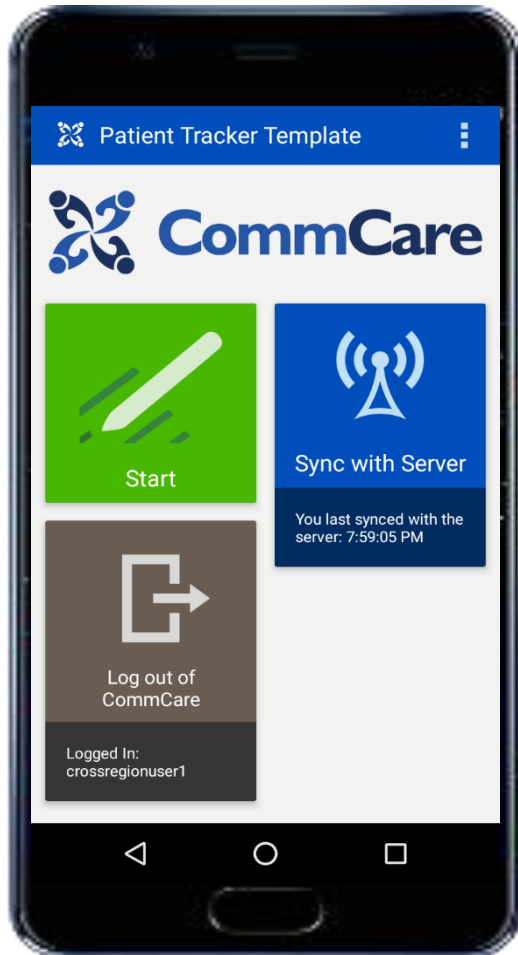 Patient Tracker Template
CommCare
Start
Sync with Server
You last synced with the
server: 7:59:05 PM
Log out of
CommCare
Logged In:
crossregionuser1